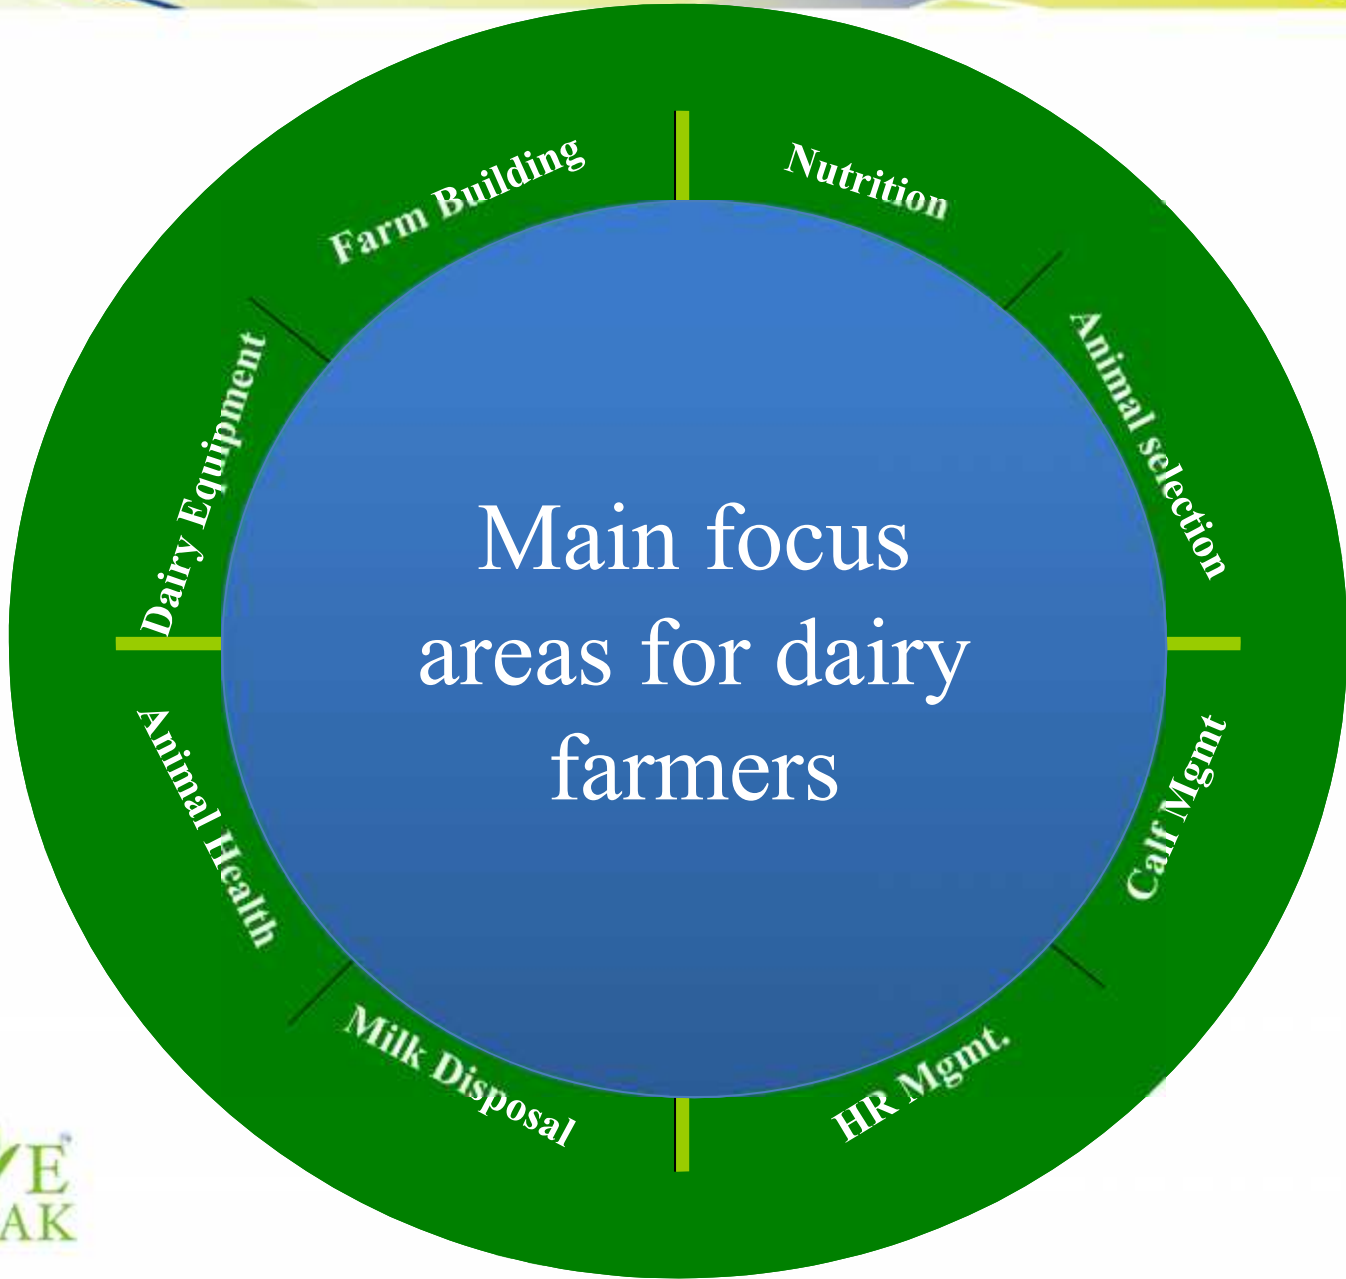 Farm Building
Nutrition
Dairy Equipment
Animal selection
Main focus
areas for dairy
farmers
Animal Health
Calf Mgmt
Milk Disposal
HR Mgmt.